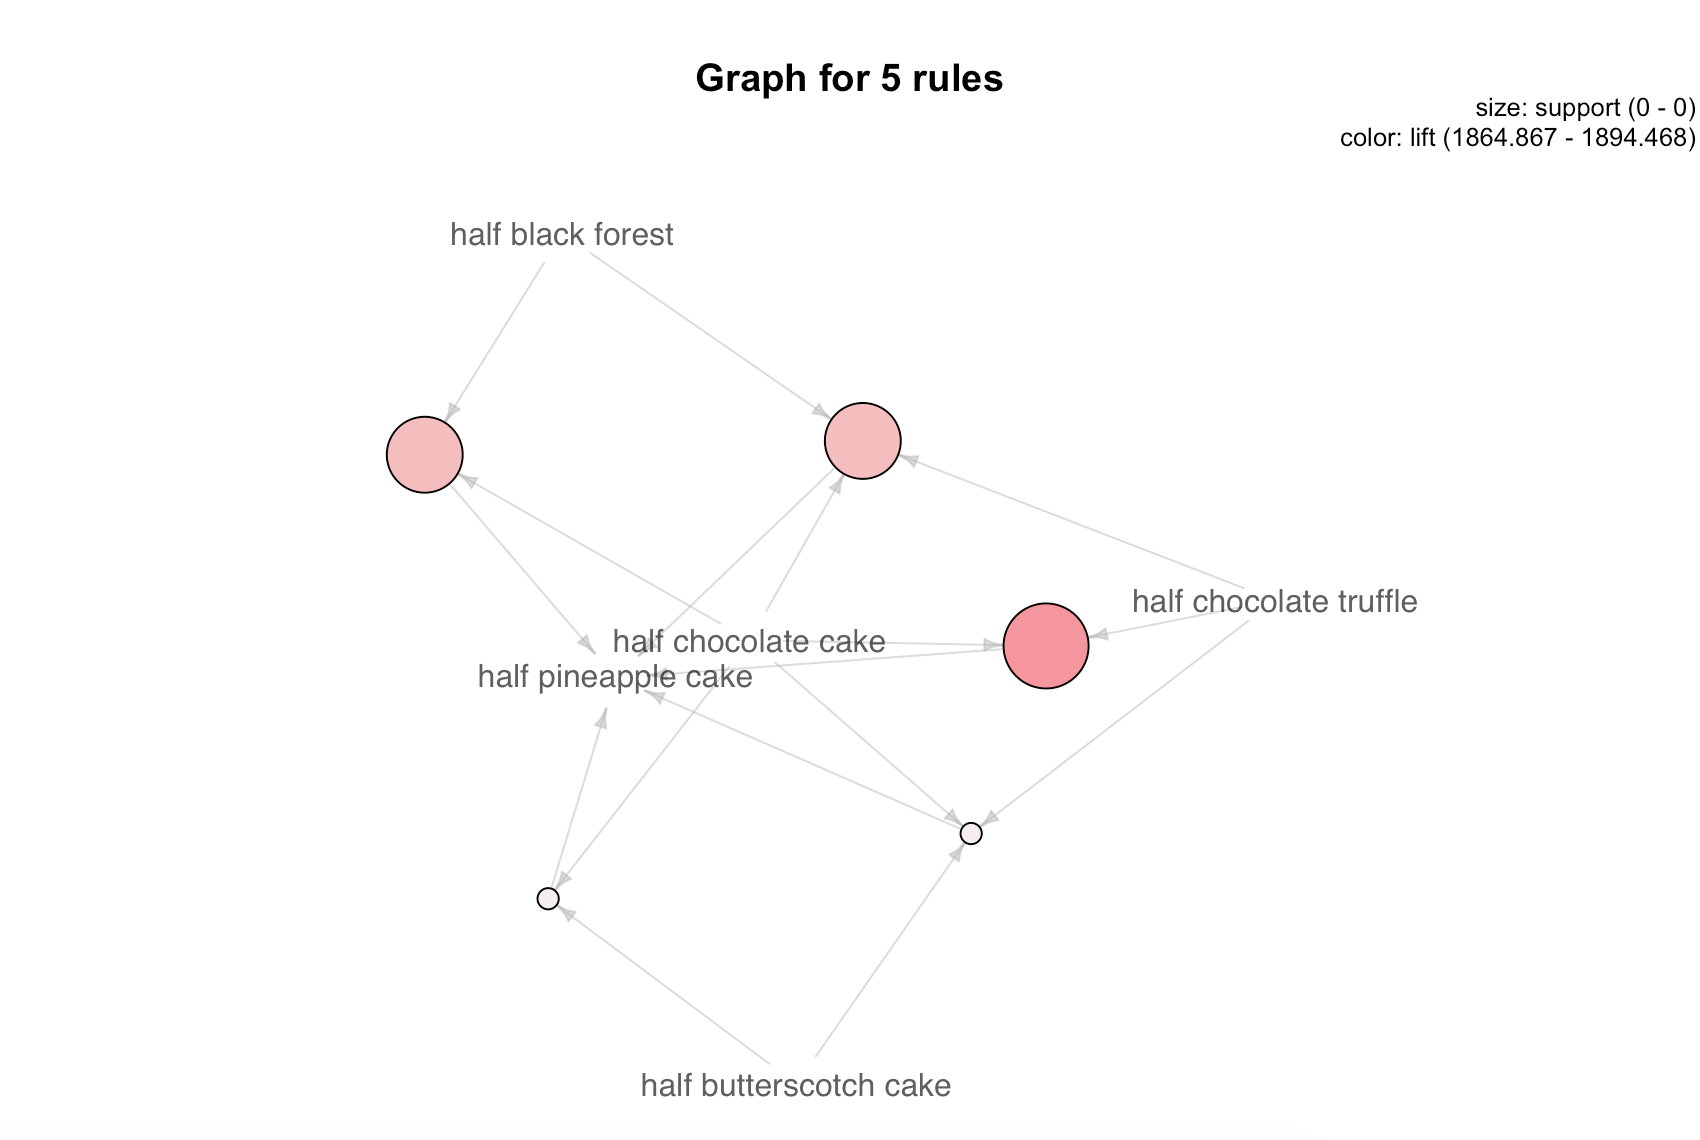 Graph for 5 rules
size: support (0 - 0)
color: lift (1864.867 - 1894.468)
half black forest
half chocolate truffle
half chocolate cake
half pineapple cake
half butterscotch cake